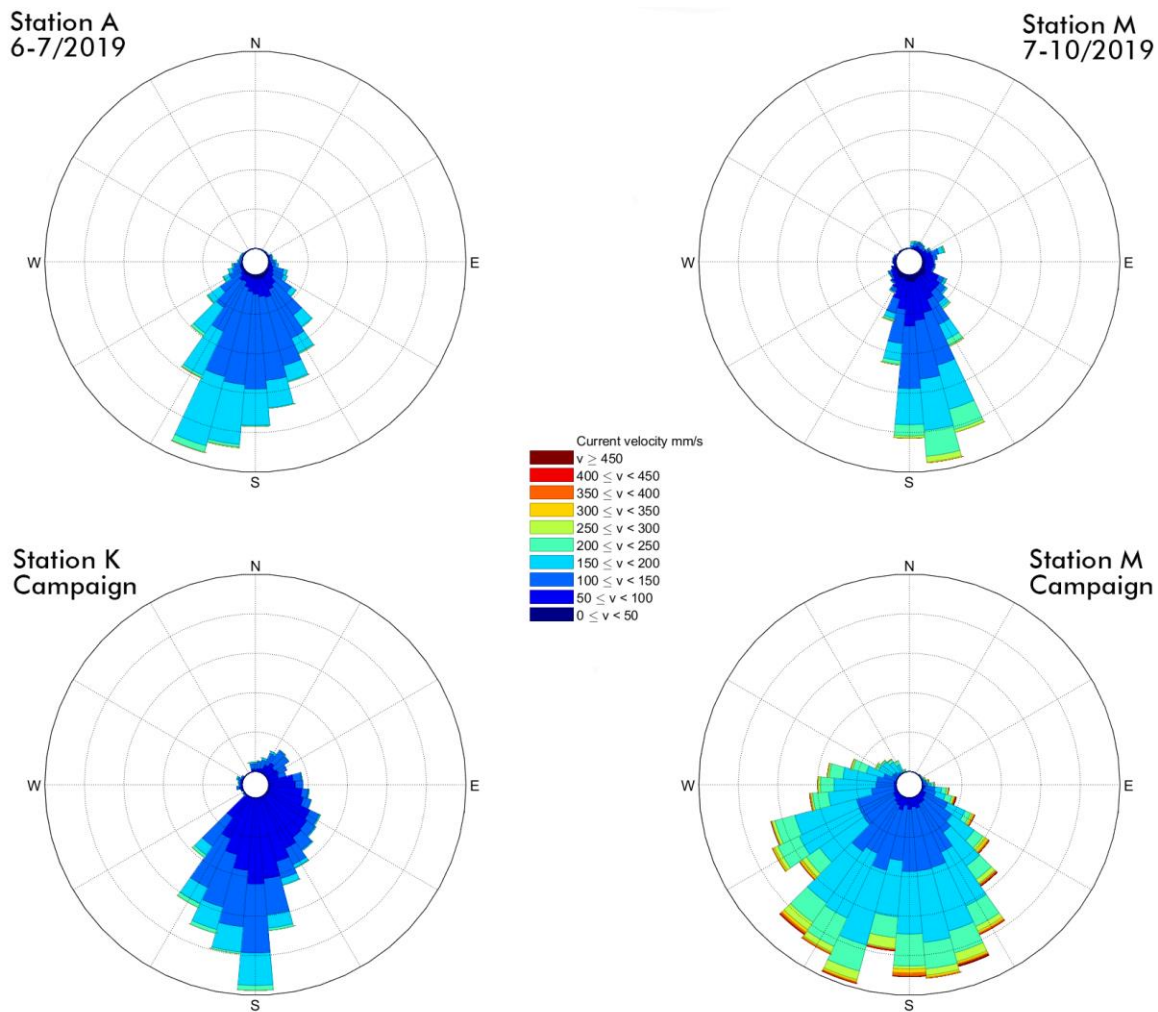 Station A
6-7/2019
N
W
E
S
Station M
7-10/2019
N
W
E
S
Current velocity mm/s
v ≥ 450
400 ≤ v < 450
350 ≤ v < 400
300 ≤ v < 350
250 ≤ v < 300
200 ≤ v < 250
150 ≤ v < 200
100 ≤ v < 150
50 ≤ v < 100
0 ≤ v < 50
Station K
Campaign
N
W
E
S
Station M
Campaign
N
W
E
S